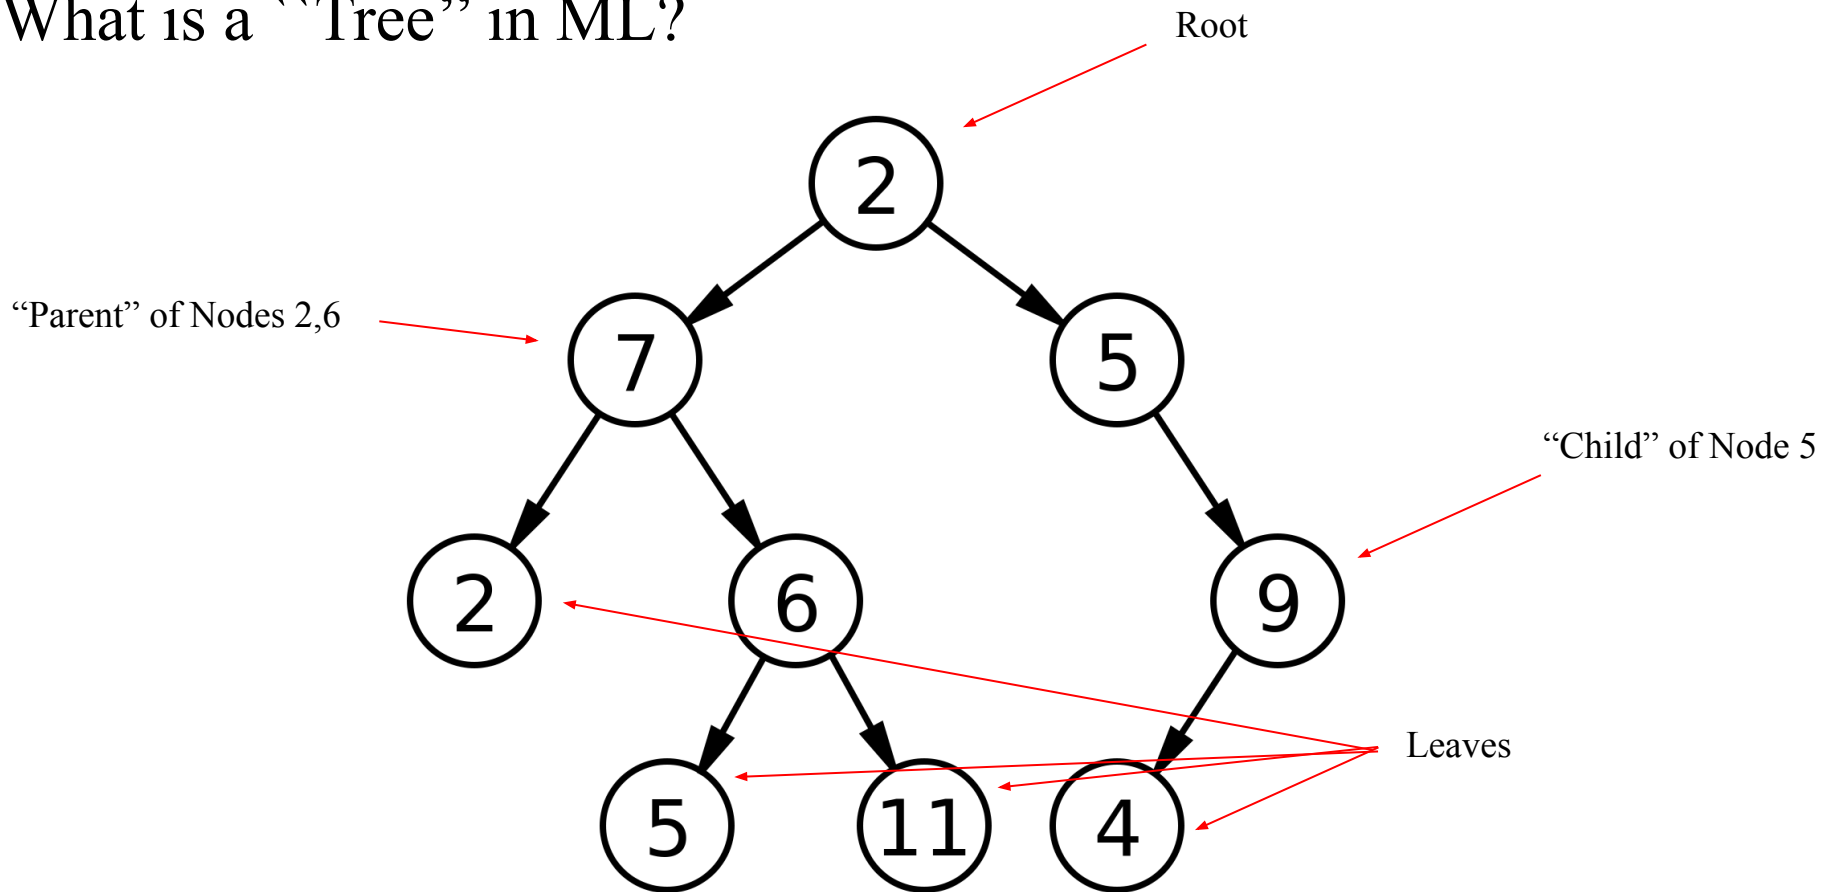 What is a ``Tree” in ML?
Root
2
“Parent” of Nodes 2,6
7
5
“Child” of Node 5
2
6
9
Leaves
5
11
4